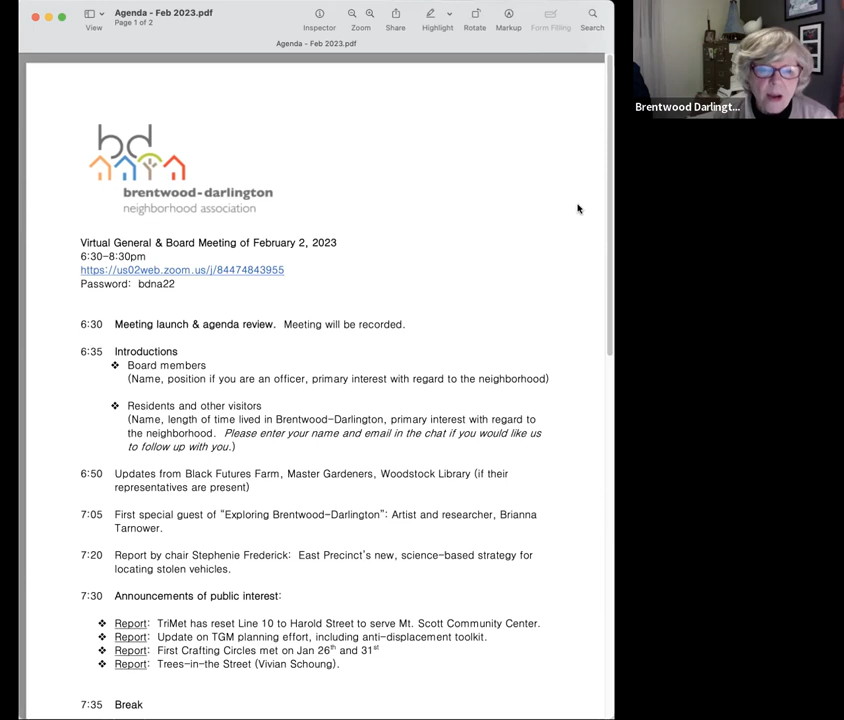 Agenda - Feb 2023.pdf
Page 1 of 2
View
Inspector
Zoom
Share
Highlight
Rotate
Markup
Form Filling
Search
Agenda - Feb 2023.pdf
Brentwood Darlingt...
bd
brentwood-darlington
neighborhood association
Virtual General & Board Meeting of February 2, 2023
6:30-8:30pm
https://us02web.zoom.us/j/84474843955
Password: bdna22
6:30 Meeting launch & agenda review. Meeting will be recorded.
6:35 Introductions
❖ Board members
(Name, position if you are an officer, primary interest with regard to the neighborhood)
❖ Residents and other visitors
(Name, length of time lived in Brentwood-Darlington, primary interest with regard to
the neighborhood. Please enter your name and email in the chat if you would like us
to follow up with you.)
6:50 Updates from Black Futures Farm, Master Gardeners, Woodstock Library (if their
representatives are present)
7:05 First special guest of "Exploring Brentwood-Darlington": Artist and researcher, Brianna
Tarnower.
7:20 Report by chair Stephenie Frederick: East Precinct's new, science-based strategy for
locating stolen vehicles.
7:30 Announcements of public interest:
❖ Report: TriMet has reset Line 10 to Harold Street to serve Mt. Scott Community Center.
❖ Report: Update on TGM planning effort, including anti-displacement toolkit.
❖ Report: First Crafting Circles met on Jan 26th and 31st
❖ Report: Trees-in-the Street (Vivian Schoung).
7:35 Break